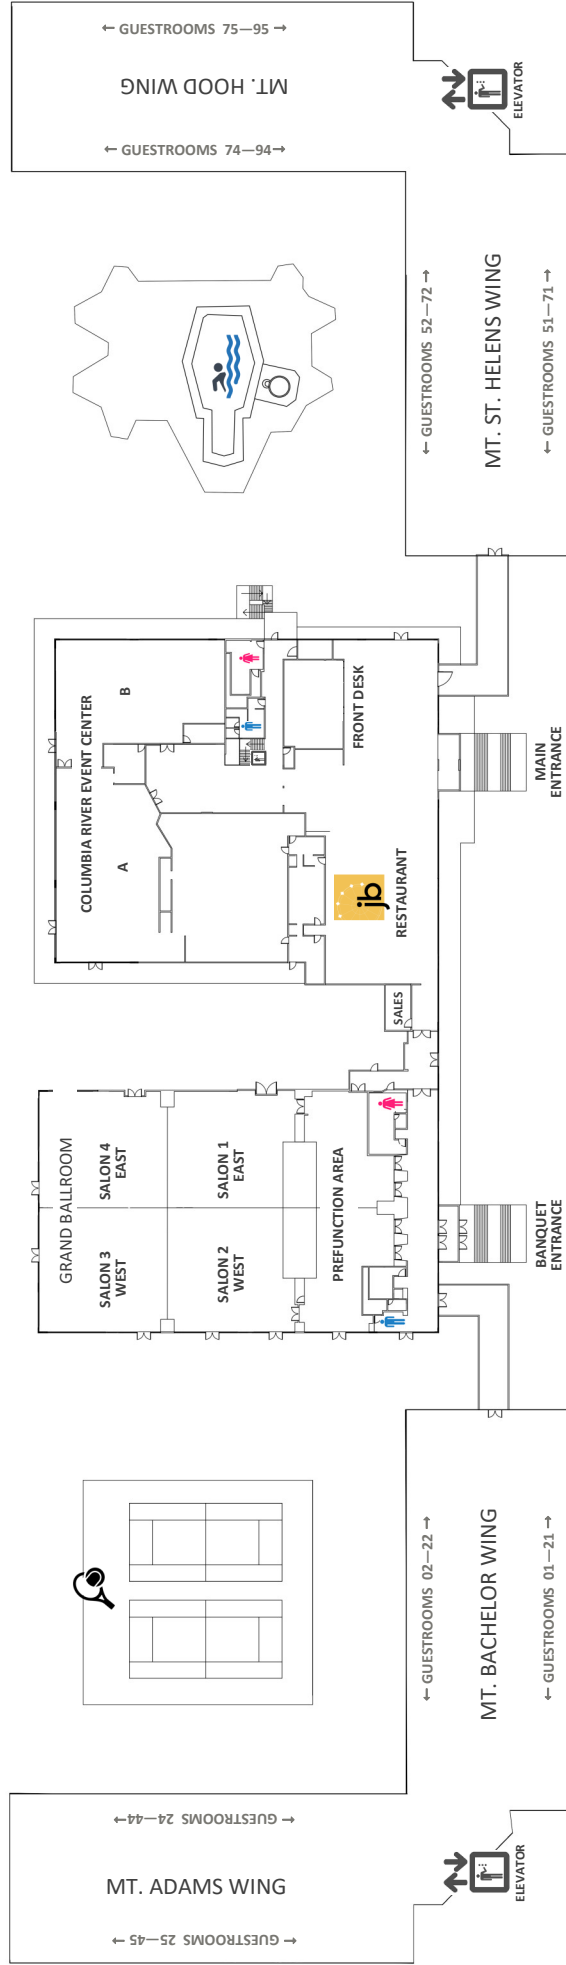 ← GUESTROOMS 75—95 →
MT. HOOD WING
← GUESTROOMS 74—94→
ELEVATOR
← GUESTROOMS 52—72 →
MT. ST. HELENS WING
← GUESTROOMS 51—71 →
COLUMBIA RIVER EVENT CENTER
B
A
FRONT DESK
MAIN
ENTRANCE
jb
RESTAURANT
SALES
GRAND BALLROOM
SALON 4
EAST
SALON 1
EAST
SALON 3
WEST
SALON 2
WEST
PREFUNCTION AREA
BANQUET
ENTRANCE
← GUESTROOMS 02—22 →
MT. BACHELOR WING
← GUESTROOMS 01—21 →
← GUESTROOMS 24—44→
MT. ADAMS WING
← GUESTROOMS 25—45 →
ELEVATOR